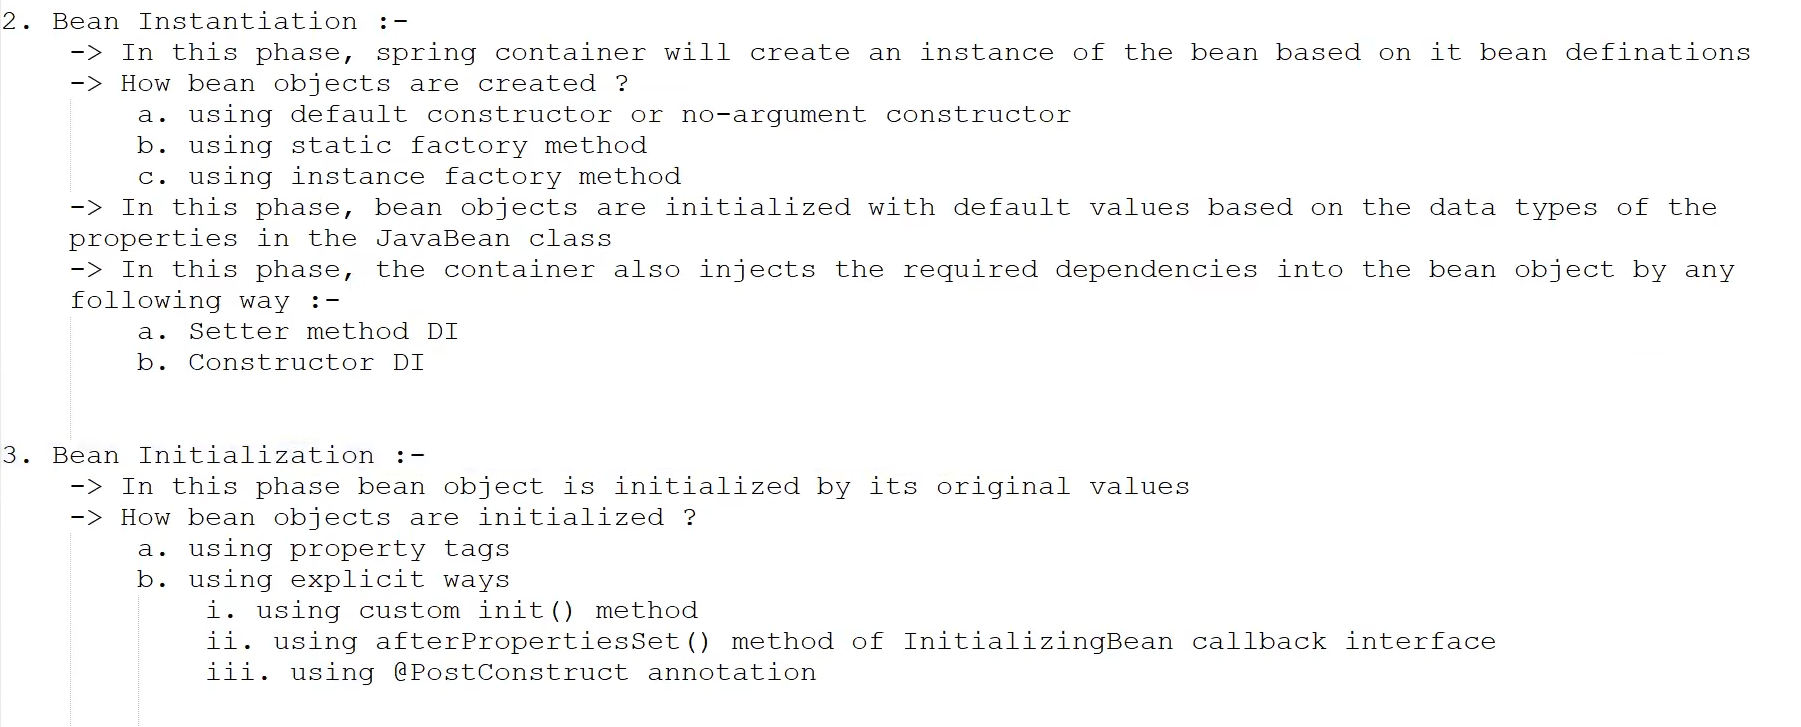 2. Bean Instantiation :-
-> In this phase, spring container will create an instance of the bean based on it bean definations
-> How bean objects are created ?
a. using default constructor or no-argument constructor
b. using static factory method
c. using instance factory method
-> In this phase, bean objects are initialized with default values based on the data types of the
properties in the JavaBean class
-> In this phase, the container also injects the required dependencies into the bean object by any
following way :-
a. Setter method DI
b. Constructor DI
3. Bean Initialization :-
-> In this phase bean object is initialized by its original values
-> How bean objects are initialized ?
a. using property tags
b. using explicit ways
i. using custom init() method
ii. using afterPropertiesSet() method of InitializingBean callback interface
iii. using @PostConstruct annotation